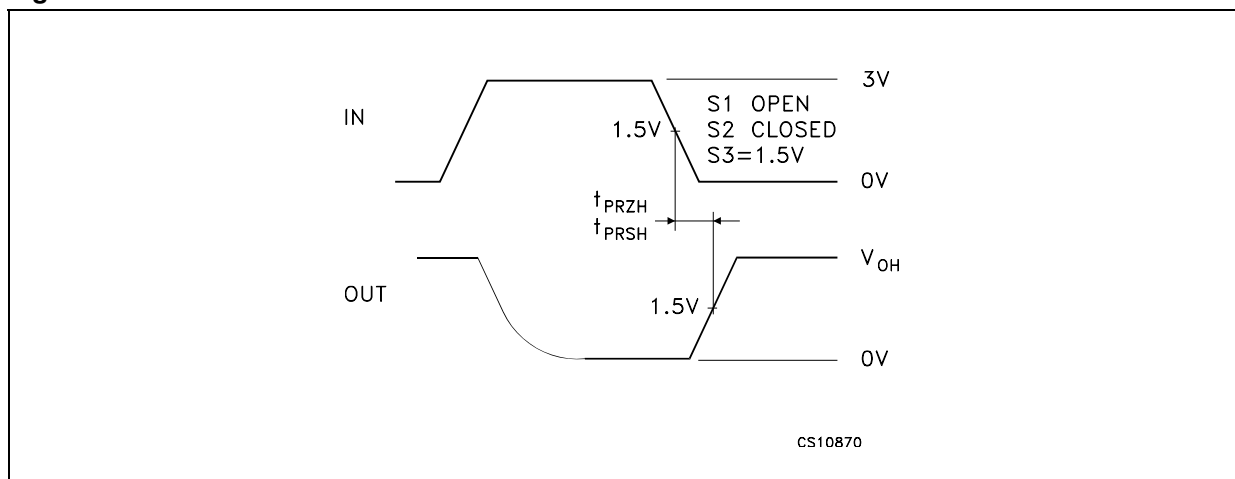 3V
IN
S1 OPEN
1.5V
S2 CLOSED
S3=1.5V
0V
tPRZH
tPRSH
VOH
OUT
1.5V
0V
CS10870